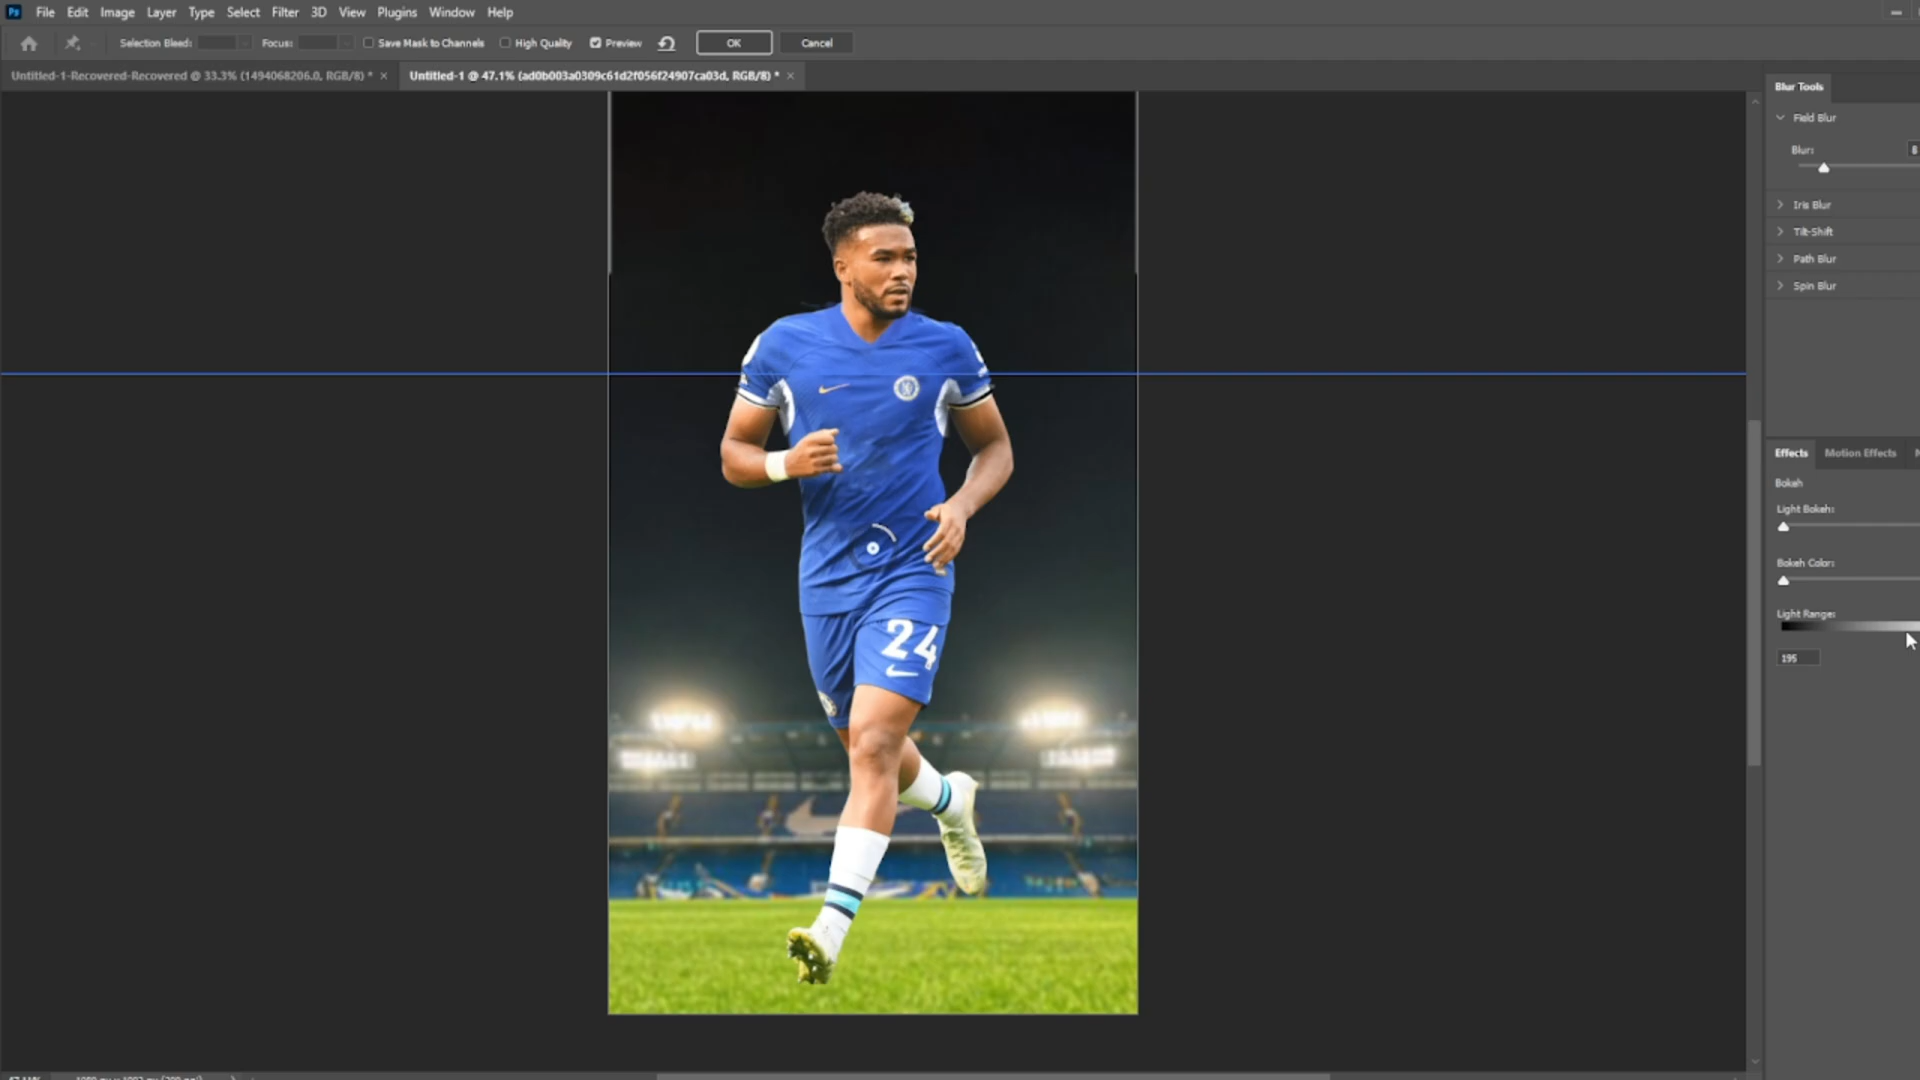 Ps File Edit Image Layer Type Select Filter 3D View Plugins Window Help
Selection Bleed: Focus: Save Mask to Channels High Quality Preview OK Cancel
Untitled-1-Recovered-Recovered @ 33.3% (1494068206.0, RGB/8) * × Untitled-1 @ 47.1% (ad0b003a0309c61d2f056f24907ca03d, RGB/8) * ×
Blur Tools
Field Blur
Blur: 8
Iris Blur
Tilt-Shift
Path Blur
Spin Blur
24
Effects Motion Effects N
Bokeh
Light Bokeh:
Bokeh Color:
Light Range:
195